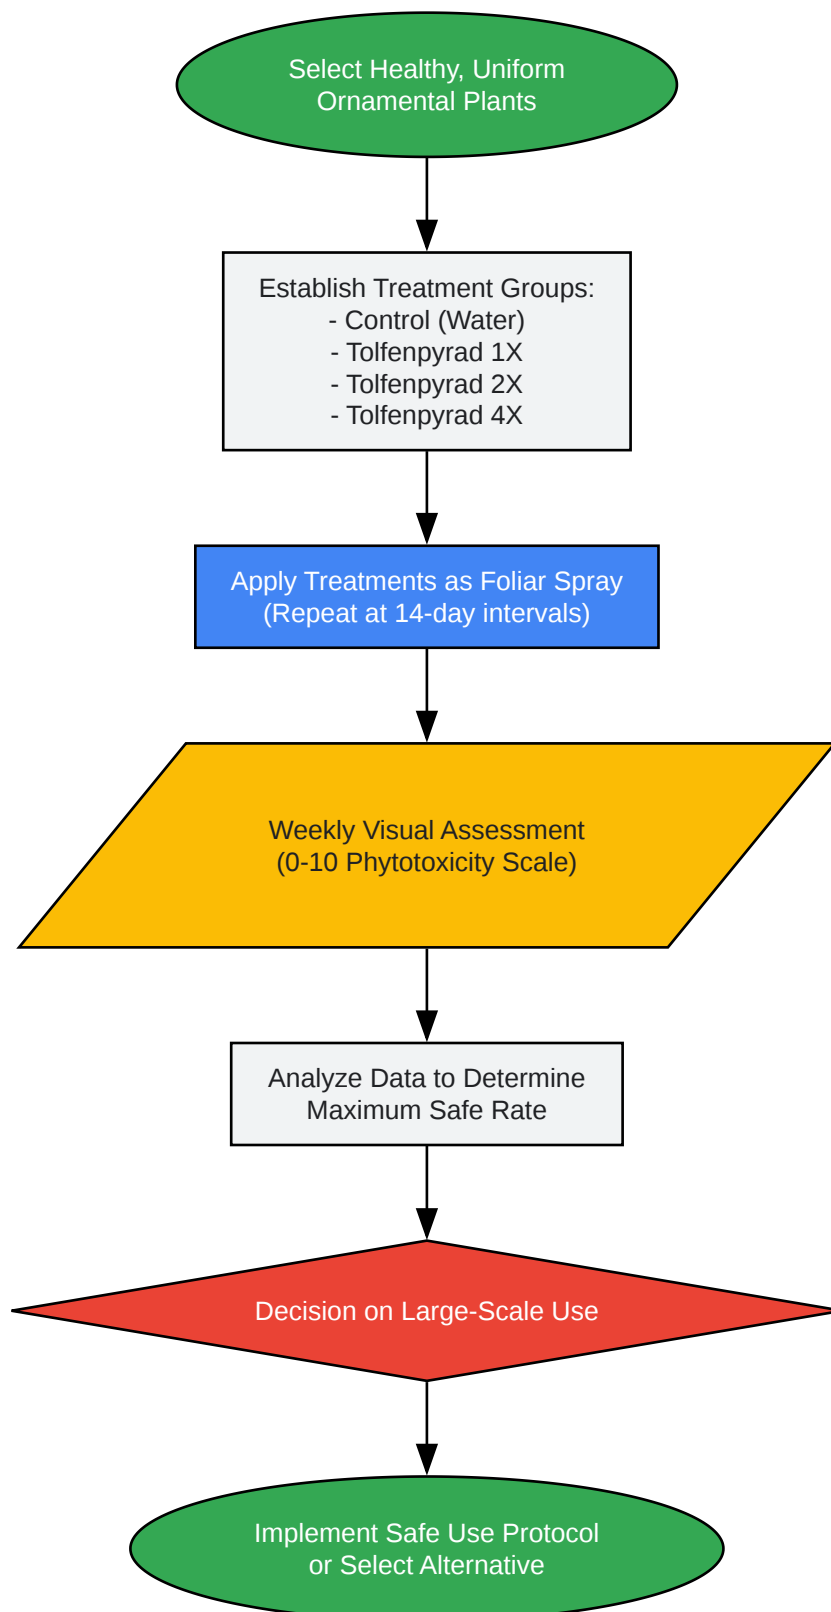 Select Healthy, Uniform
Ornamental Plants
Establish Treatment Groups:
- Control (Water)
- Tolfenpyrad 1X
- Tolfenpyrad 2X
- Tolfenpyrad 4X
Apply Treatments as Foliar Spray
(Repeat at 14-day intervals)
Weekly Visual Assessment
(0-10 Phytotoxicity Scale)
Analyze Data to Determine
Maximum Safe Rate
Decision on Large-Scale Use
Implement Safe Use Protocol
or Select Alternative